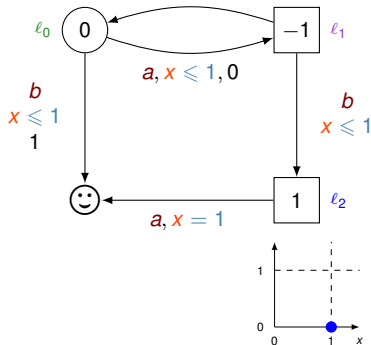 ℓ₀ 0 −1 ℓ₁
a, x ⩽ 1, 0
b
x ⩽ 1
1
b
x ⩽ 1
1 ℓ₂
a, x = 1
1
0
0 1 x